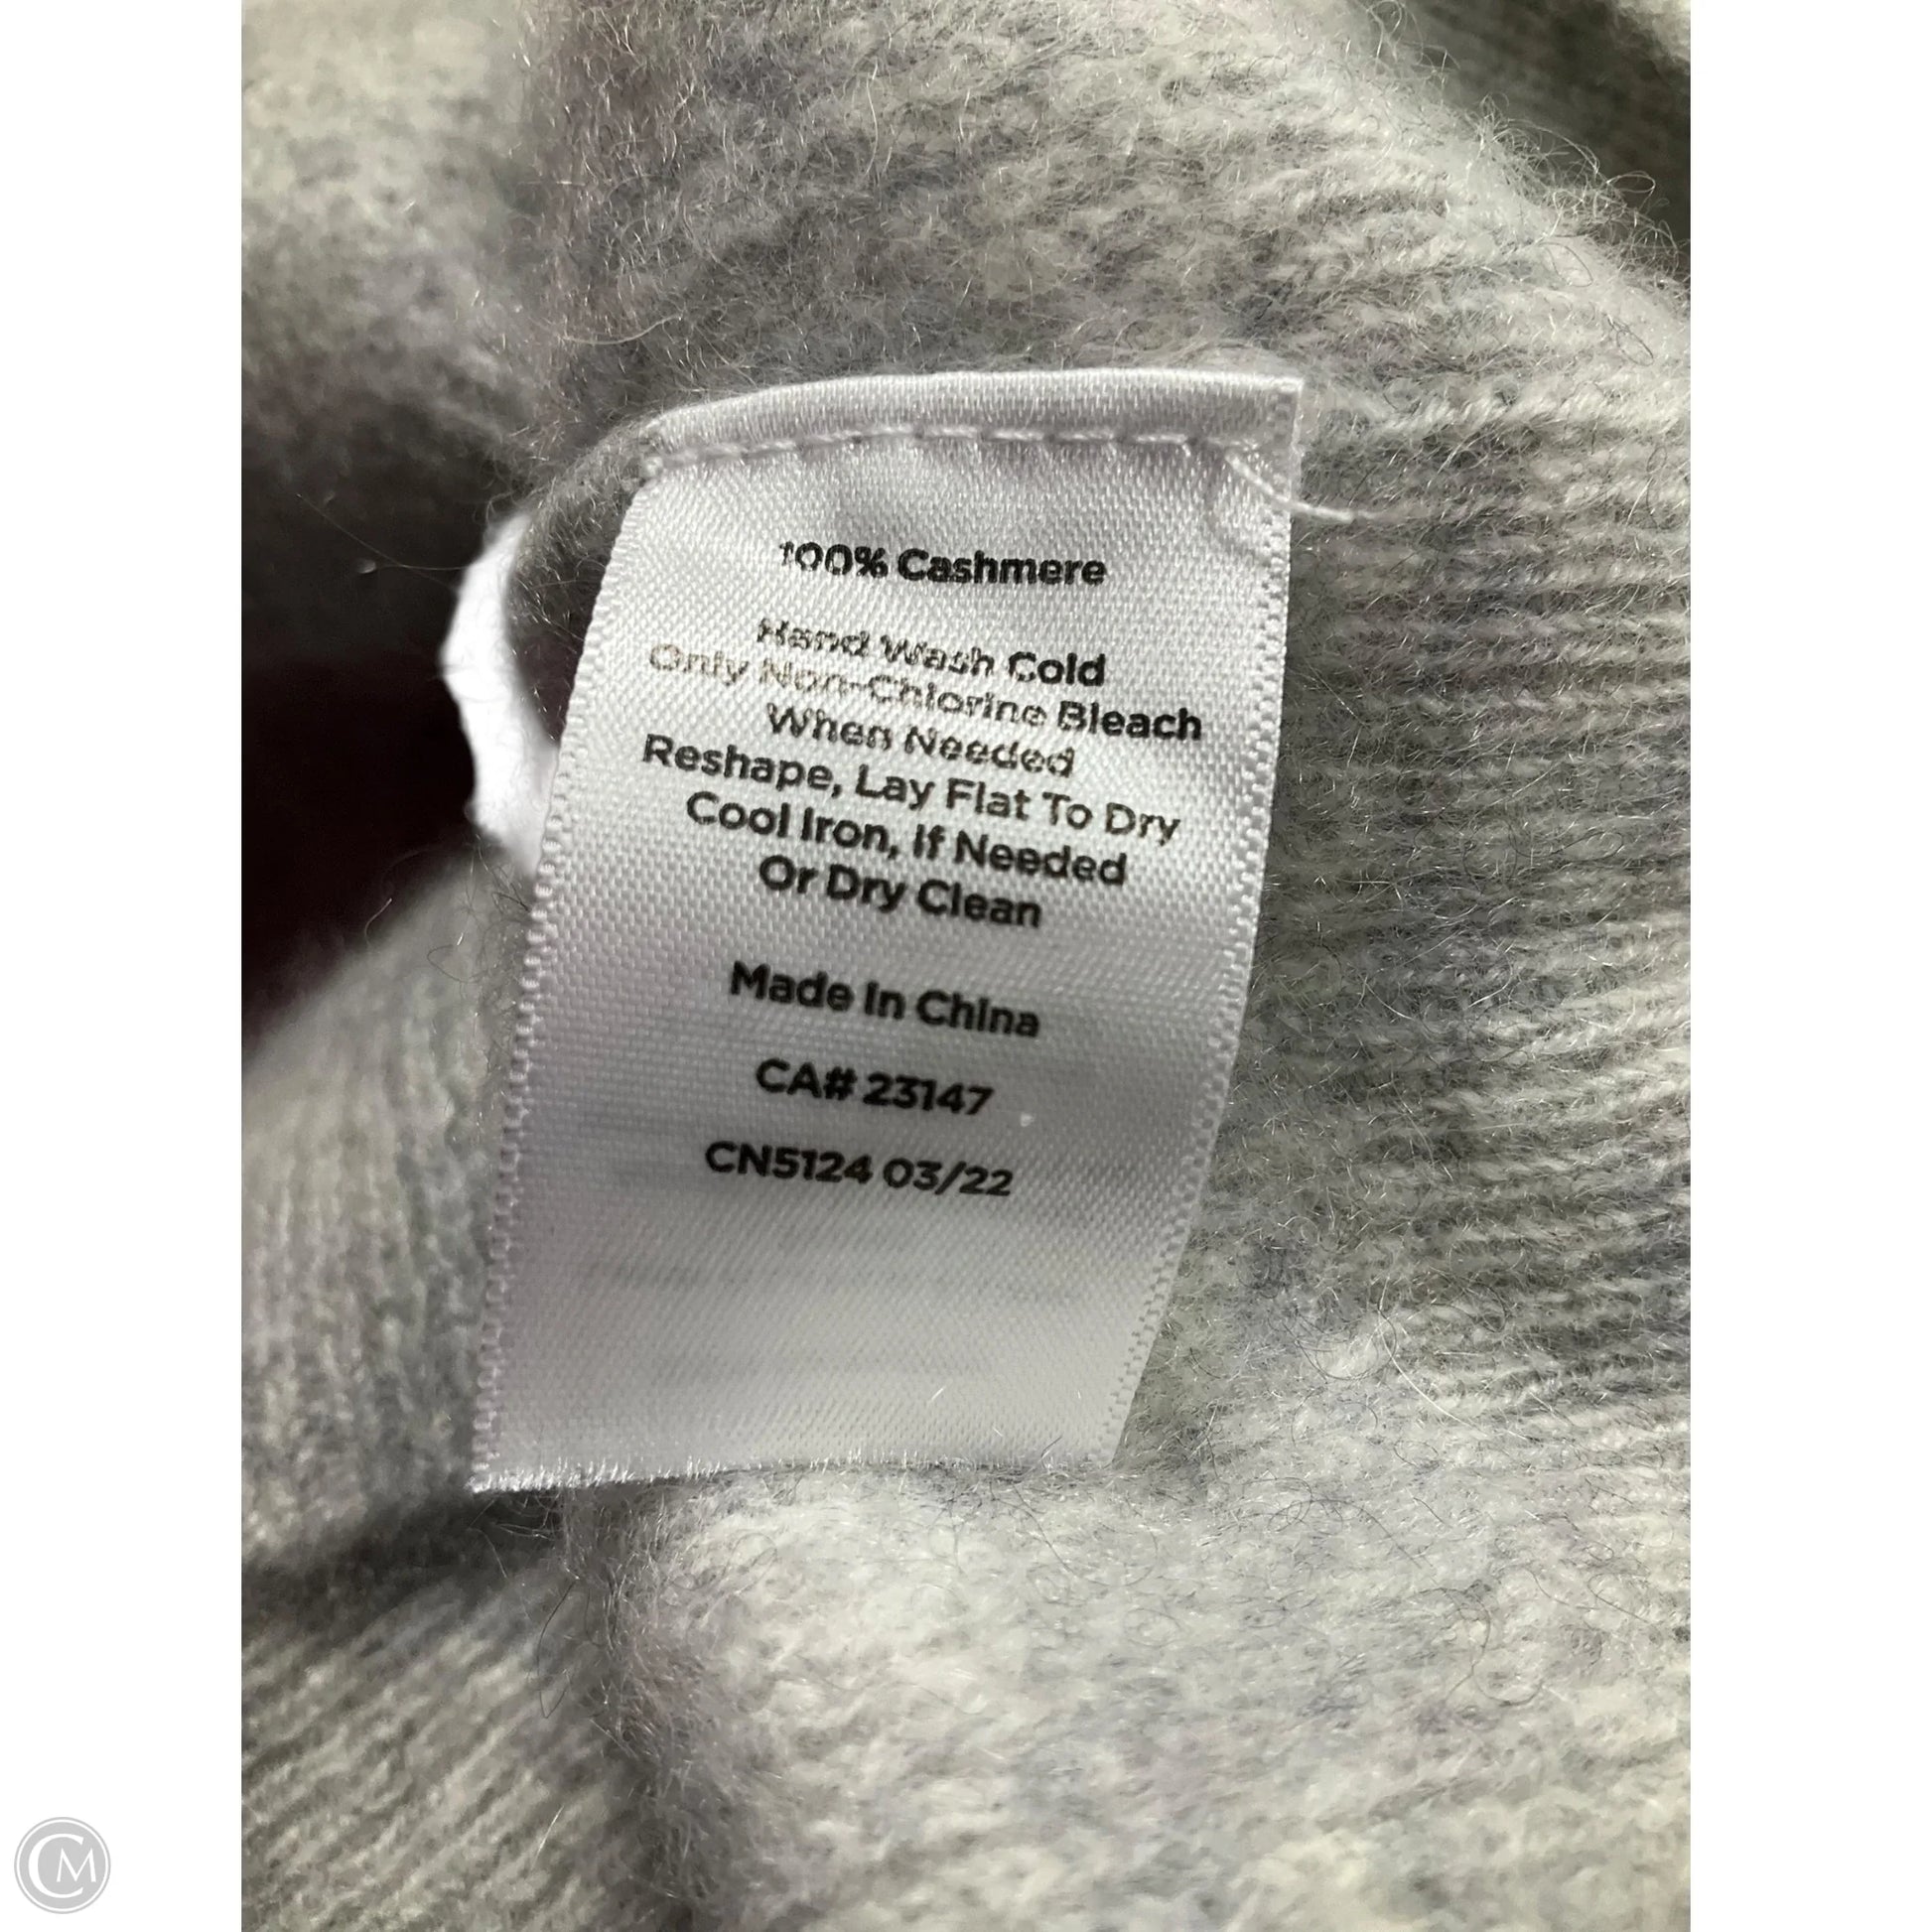 100% Cashmere
Hand Wash Cold
Only Non-Chlorine Bleach
When Needed
Reshape, Lay Flat To Dry
Cool Iron, If Needed
Or Dry Clean
Made In China
CA# 23147
CN5124 03/22
CM